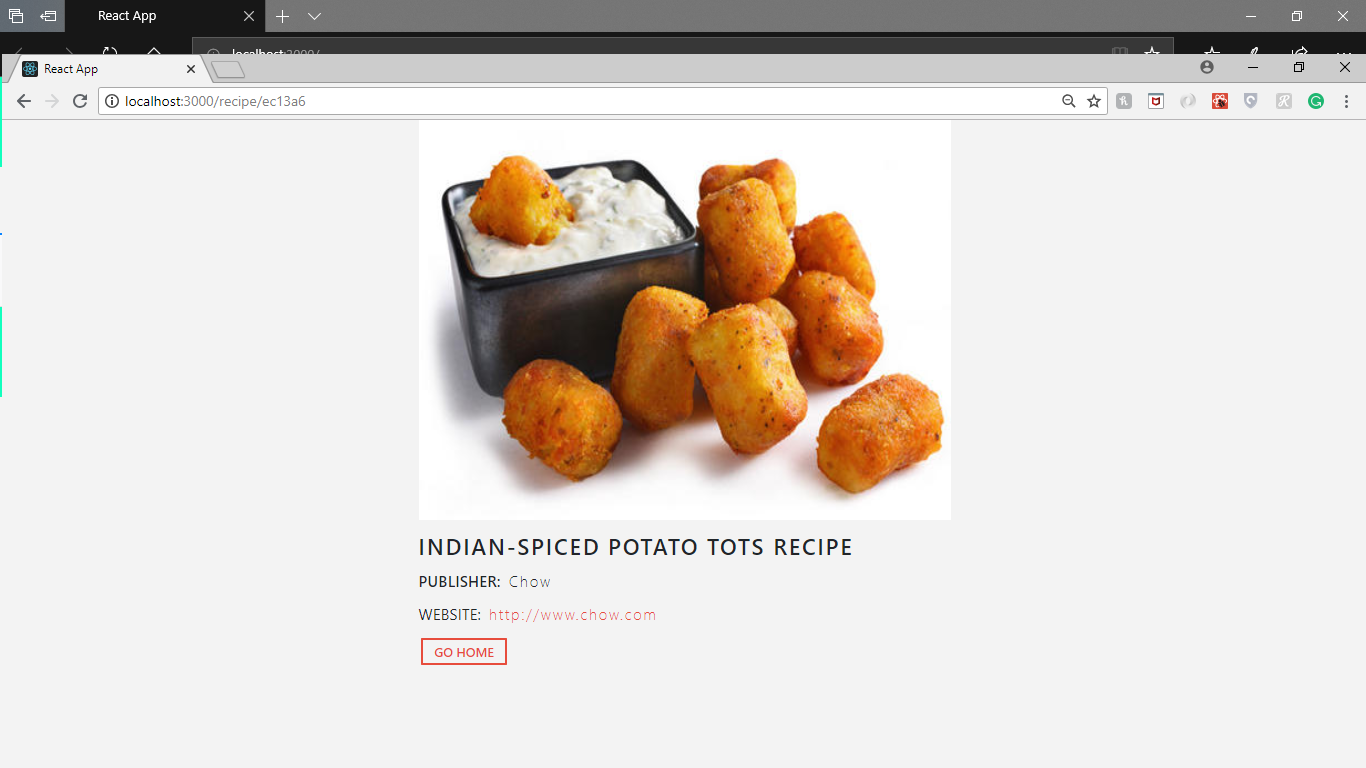 React App
localhost:3000/
React App
localhost:3000/recipe/ec13a6
INDIAN-SPICED POTATO TOTS RECIPE
PUBLISHER: Chow
WEBSITE: http://www.chow.com
GO HOME